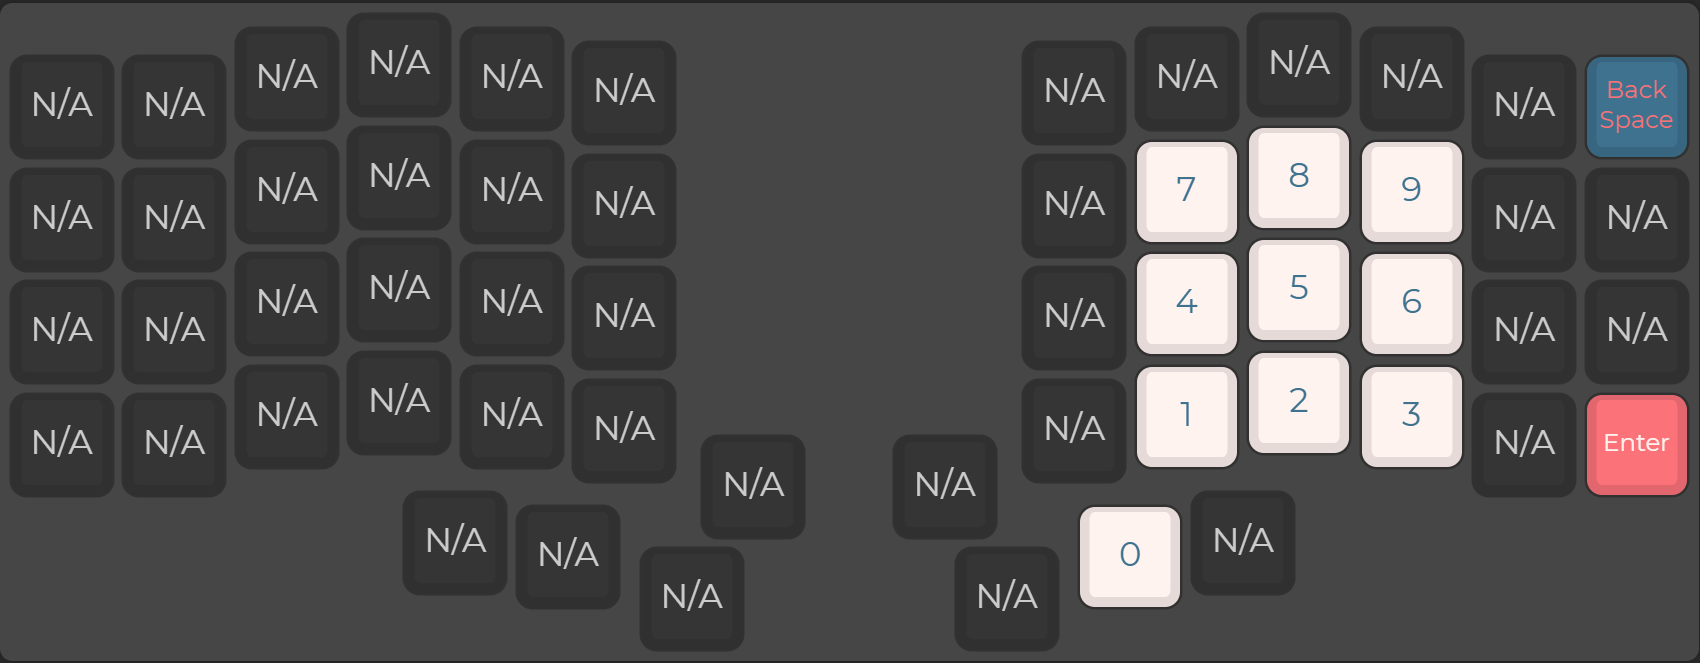 N/A N/A N/A N/A N/A N/A N/A N/A N/A N/A N/A Back Space
N/A N/A N/A N/A N/A N/A N/A 7 8 9 N/A N/A
N/A N/A N/A N/A N/A N/A N/A 4 5 6 N/A N/A
N/A N/A N/A N/A N/A N/A N/A 1 2 3 N/A Enter
N/A N/A
N/A N/A 0 N/A
N/A N/A